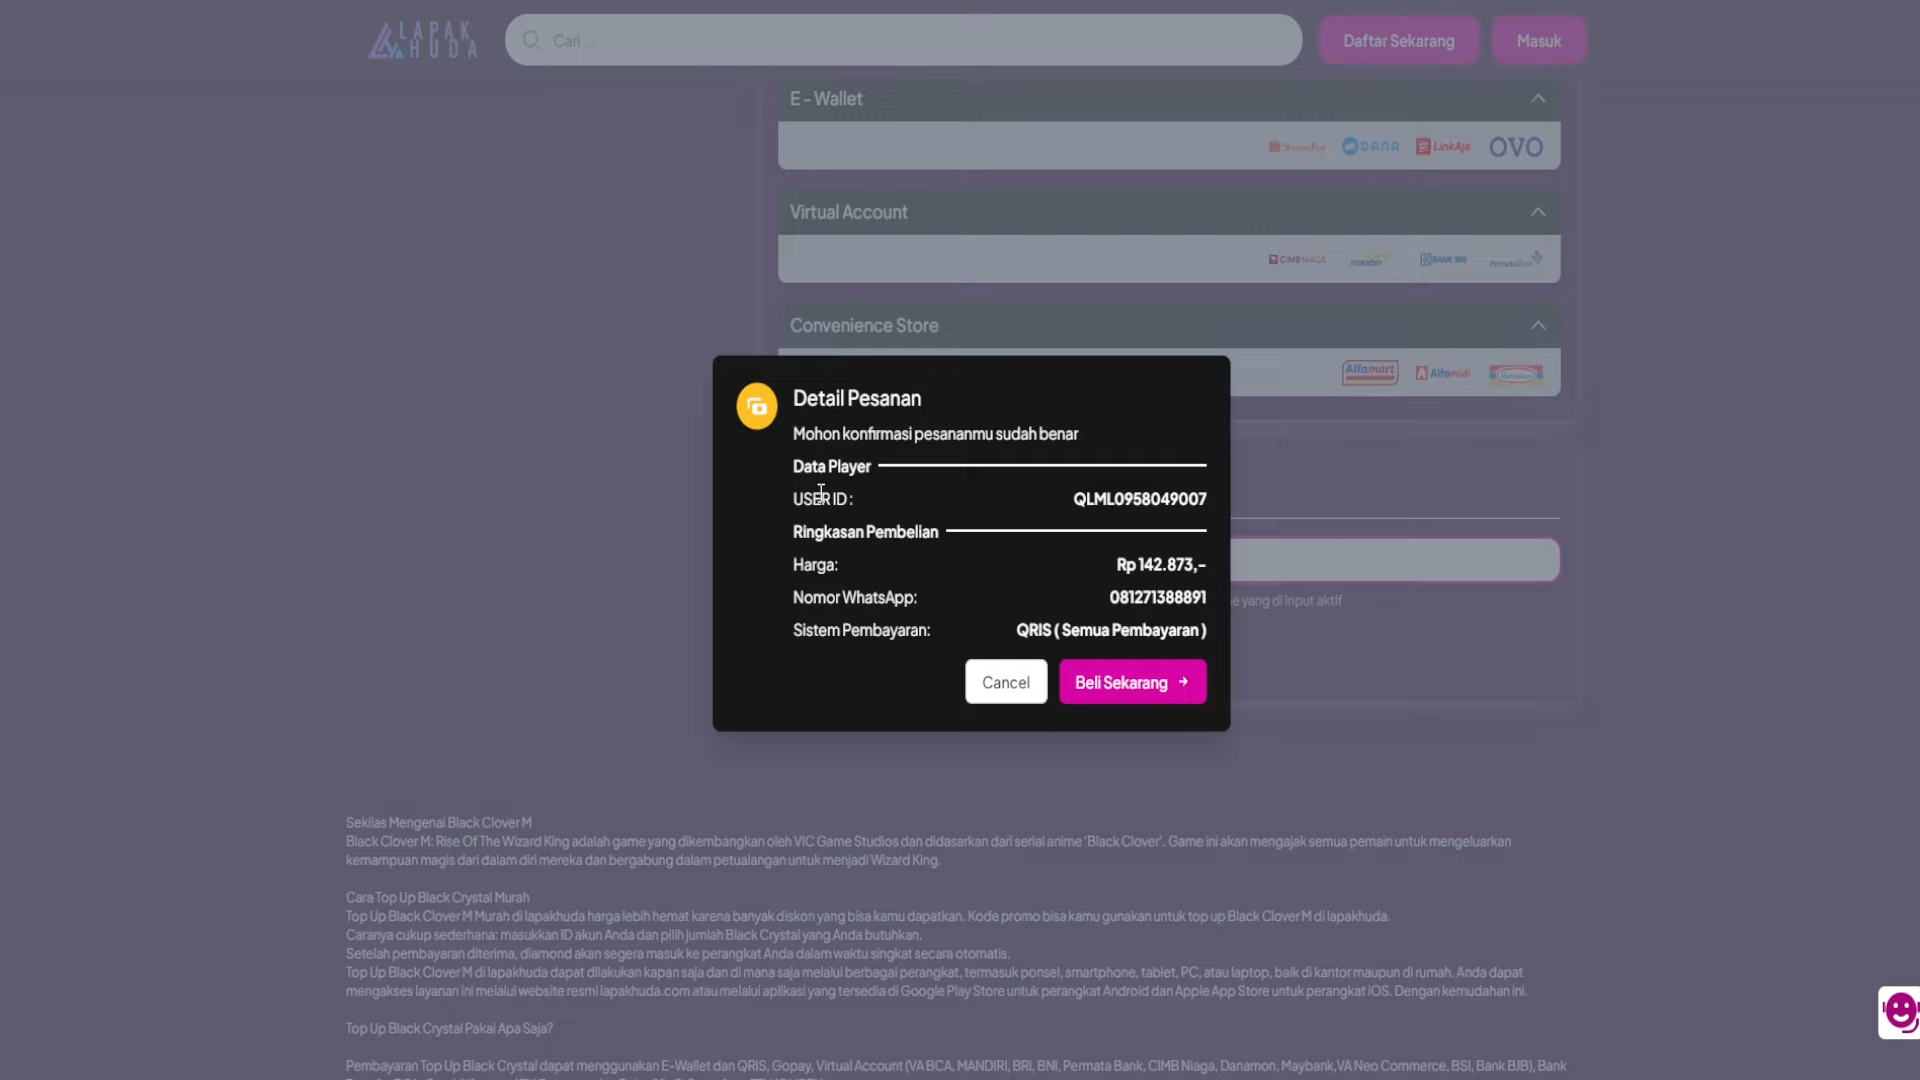 LAPAK
HUDA
Cari ...
Daftar Sekarang
Masuk
E - Wallet
ShopeePay DANA LinkAja OVO
Virtual Account
CIMB NIAGA mandiri BANK BRI PermataBank
Convenience Store
Alfamart Alfamidi Indomaret
Detail Pesanan
Mohon konfirmasi pesananmu sudah benar
Data Player
USER ID : QLML0958049007
Ringkasan Pembelian
Harga: Rp 142.873,-
Nomor WhatsApp: 081271388891
e yang di input aktif
Sistem Pembayaran: QRIS ( Semua Pembayaran )
Cancel
Beli Sekarang
Sekilas Mengenai Black Clover M
Black Clover M: Rise Of The Wizard King adalah game yang dikembangkan oleh VIC Game Studios dan didasarkan dari serial anime 'Black Clover'. Game ini akan mengajak semua pemain untuk mengeluarkan
kemampuan magis dari dalam diri mereka dan bergabung dalam petualangan untuk menjadi Wizard King.
Cara Top Up Black Crystal Murah
Top Up Black Clover M Murah di lapakhuda harga lebih hemat karena banyak diskon yang bisa kamu dapatkan. Kode promo bisa kamu gunakan untuk top up Black Clover M di lapakhuda.
Caranya cukup sederhana: masukkan ID akun Anda dan pilih jumlah Black Crystal yang Anda butuhkan.
Setelah pembayaran diterima, diamond akan segera masuk ke perangkat Anda dalam waktu singkat secara otomatis.
Top Up Black Clover M di lapakhuda dapat dilakukan kapan saja dan di mana saja melalui berbagai perangkat, termasuk ponsel, smartphone, tablet, PC, atau laptop, baik di kantor maupun di rumah. Anda dapat
mengakses layanan ini melalui website resmi lapakhuda.com atau melalui aplikasi yang tersedia di Google Play Store untuk perangkat Android dan Apple App Store untuk perangkat iOS. Dengan kemudahan ini.
Top Up Black Crystal Pakai Apa Saja?
Pembayaran Top Up Black Crystal dapat menggunakan E-Wallet dan QRIS, Gopay, Virtual Account (VA BCA, MANDIRI, BRI, BNI, Permata Bank, CIMB Niaga, Danamon, Maybank,VA Neo Commerce, BSI, Bank BJB), Bank